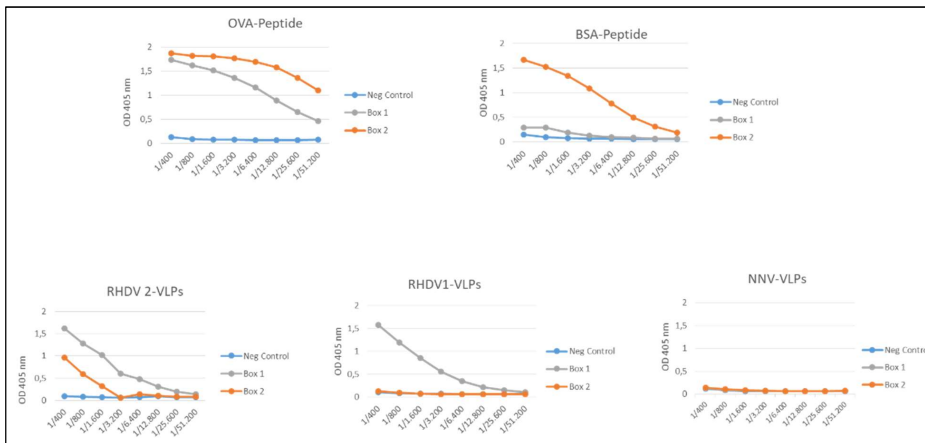 OVA-Peptide
OD 405 nm
2
1,5
1
0,5
0
1/400
1/800
1/1.600
1/3.200
1/6.400
1/12.800
1/25.600
1/51.200
Neg Control
Box 1
Box 2
BSA-Peptide
OD 405 nm
2
1,5
1
0,5
0
1/400
1/800
1/1.600
1/3.200
1/6.400
1/12.800
1/25.600
1/51.200
Neg Control
Box 1
Box 2
RHDV 2-VLPs
OD 405 nm
2
1,5
1
0,5
0
1/400
1/800
1/1.600
1/3.200
1/6.400
1/12.800
1/25.600
1/51.200
Neg Control
Box 1
Box 2
RHDV1-VLPs
OD 405 nm
2
1,5
1
0,5
0
1/400
1/800
1/1.600
1/3.200
1/6.400
1/12.800
1/25.600
1/51.200
Neg Control
Box 1
Box 2
NNV-VLPs
OD 405 nm
2
1,5
1
0,5
0
1/400
1/800
1/1.600
1/3.200
1/6.400
1/12.800
1/25.600
1/51.200
Neg Control
Box 1
Box 2